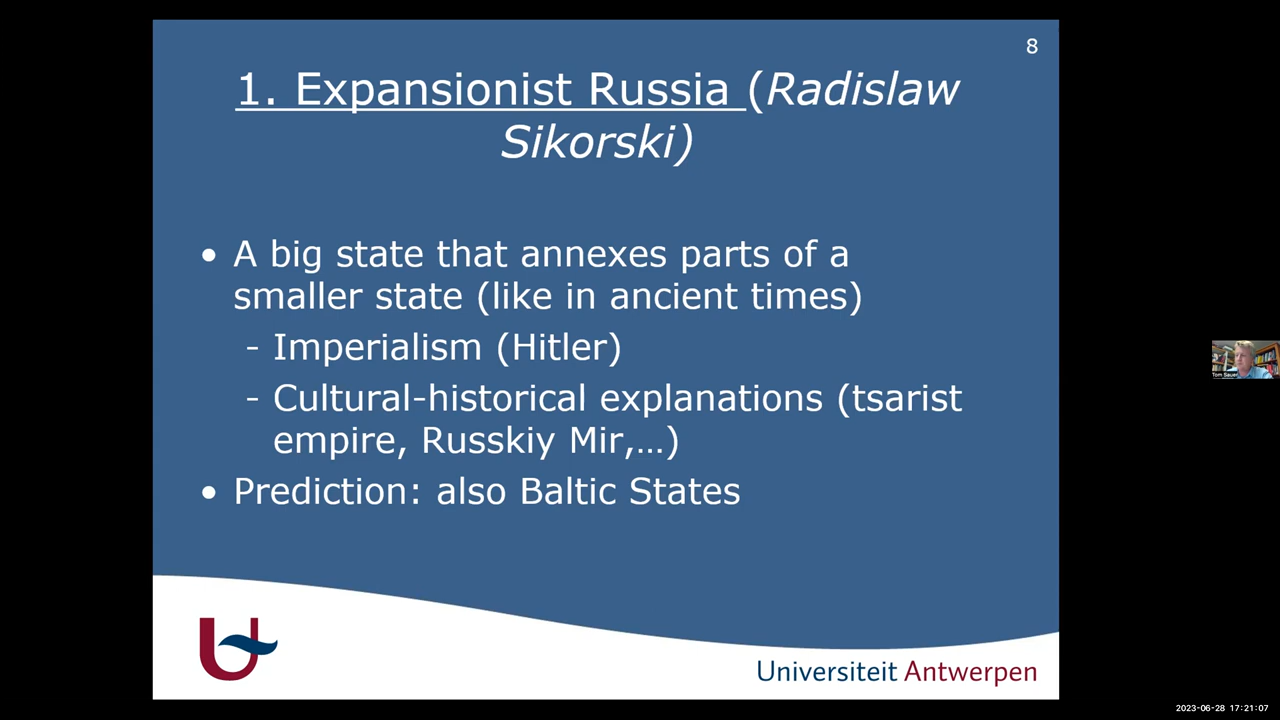 8
1. Expansionist Russia (Radislaw
Sikorski)
• A big state that annexes parts of a
smaller state (like in ancient times)
- Imperialism (Hitler)
- Cultural-historical explanations (tsarist
empire, Russkiy Mir,…)
• Prediction: also Baltic States
Universiteit Antwerpen
Tom Sauer
2023-06-28 17:21:07